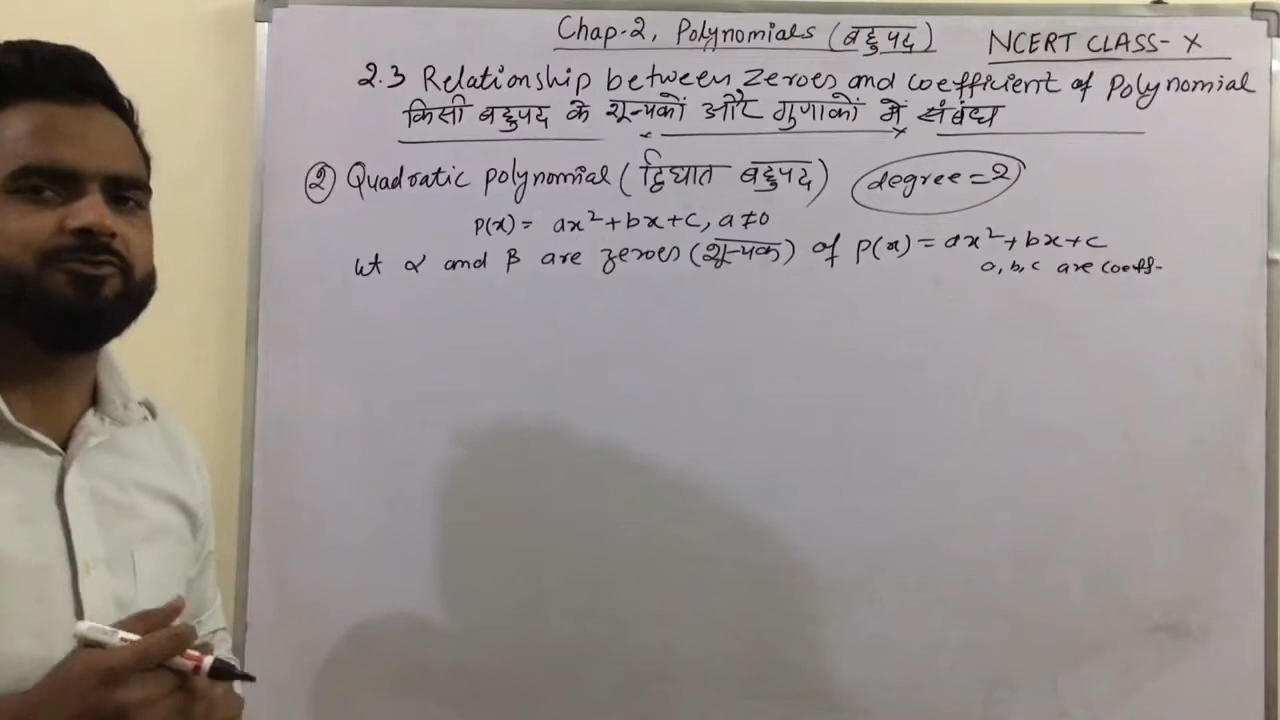 Chap-2, Polynomials (बहुपद) NCERT CLASS-X
2.3 Relationship between zeroes and coefficient of Polynomial
किसी बहुपद के शून्यकों और गुणाकों में संबंध
② Quadratic polynomial (द्विघात बहुपद) degree=2
P(x)= ax²+bx+c, a≠0
let α and β are zeroes (शून्यक) of P(x) = ax²+bx+c
a, b, c are coeff-